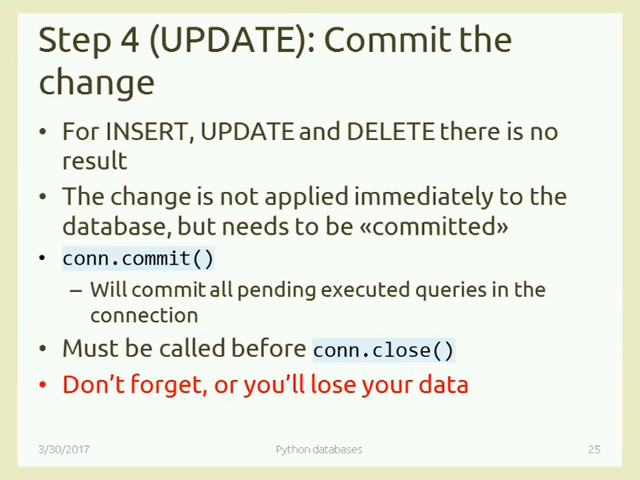 Step 4 (UPDATE): Commit the
change
• For INSERT, UPDATE and DELETE there is no
result
• The change is not applied immediately to the
database, but needs to be «committed»
• conn.commit()
– Will commit all pending executed queries in the
connection
• Must be called before conn.close()
• Don't forget, or you'll lose your data
3/30/2017 Python databases 25